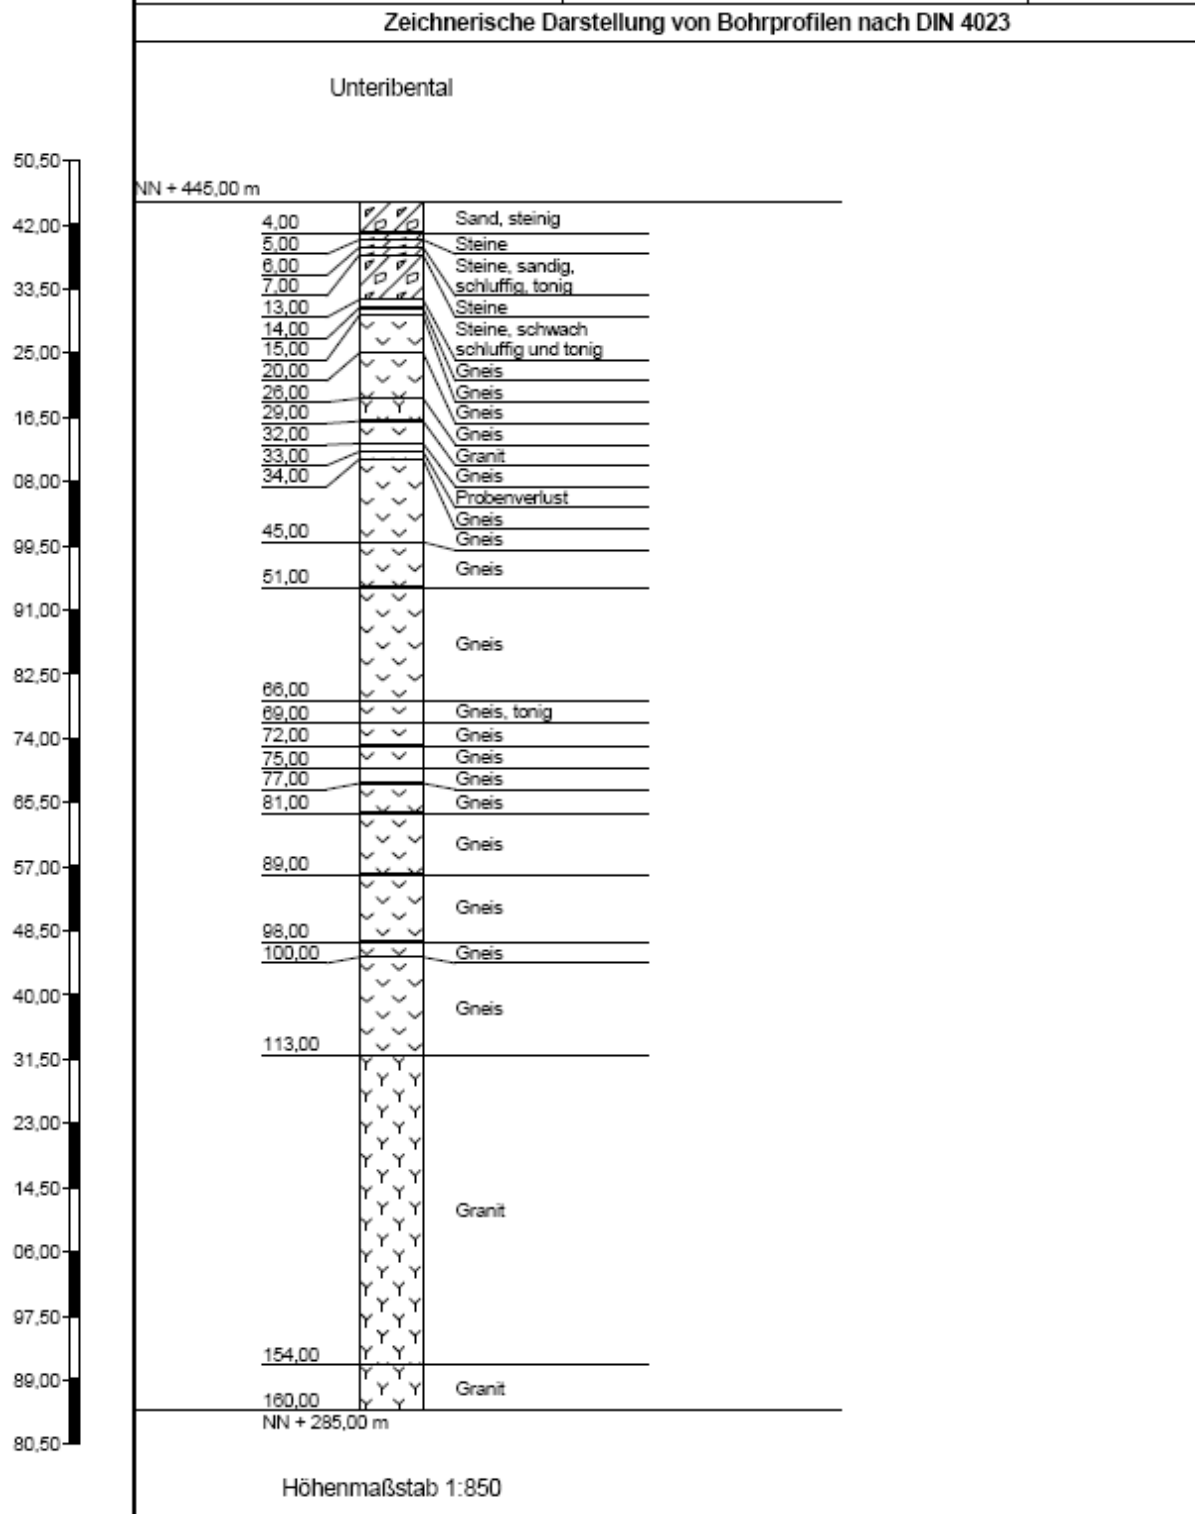 Zeichnerische Darstellung von Bohrprofilen nach DIN 4023
Unteribental
50,50
NN + 445,00 m
4,00 Sand, steinig
42,00
5,00 Steine
6,00 Steine, sandig,
7,00 schluffig, tonig
33,50
13,00 Steine
14,00 Steine, schwach
15,00 schluffig und tonig
25,00
20,00 Gneis
26,00 Gneis
29,00 Gneis
16,50
32,00 Gneis
33,00 Granit
34,00 Gneis
08,00
Probenverlust
Gneis
45,00 Gneis
99,50
51,00 Gneis
91,00
Gneis
82,50
66,00
69,00 Gneis, tonig
72,00 Gneis
74,00
75,00 Gneis
77,00 Gneis
81,00 Gneis
65,50
Gneis
89,00
57,00
Gneis
98,00
48,50
100,00 Gneis
40,00
Gneis
113,00
31,50
23,00
14,50
Granit
06,00
97,50
154,00
89,00
Granit
160,00
NN + 285,00 m
80,50
Höhenmaßstab 1:850